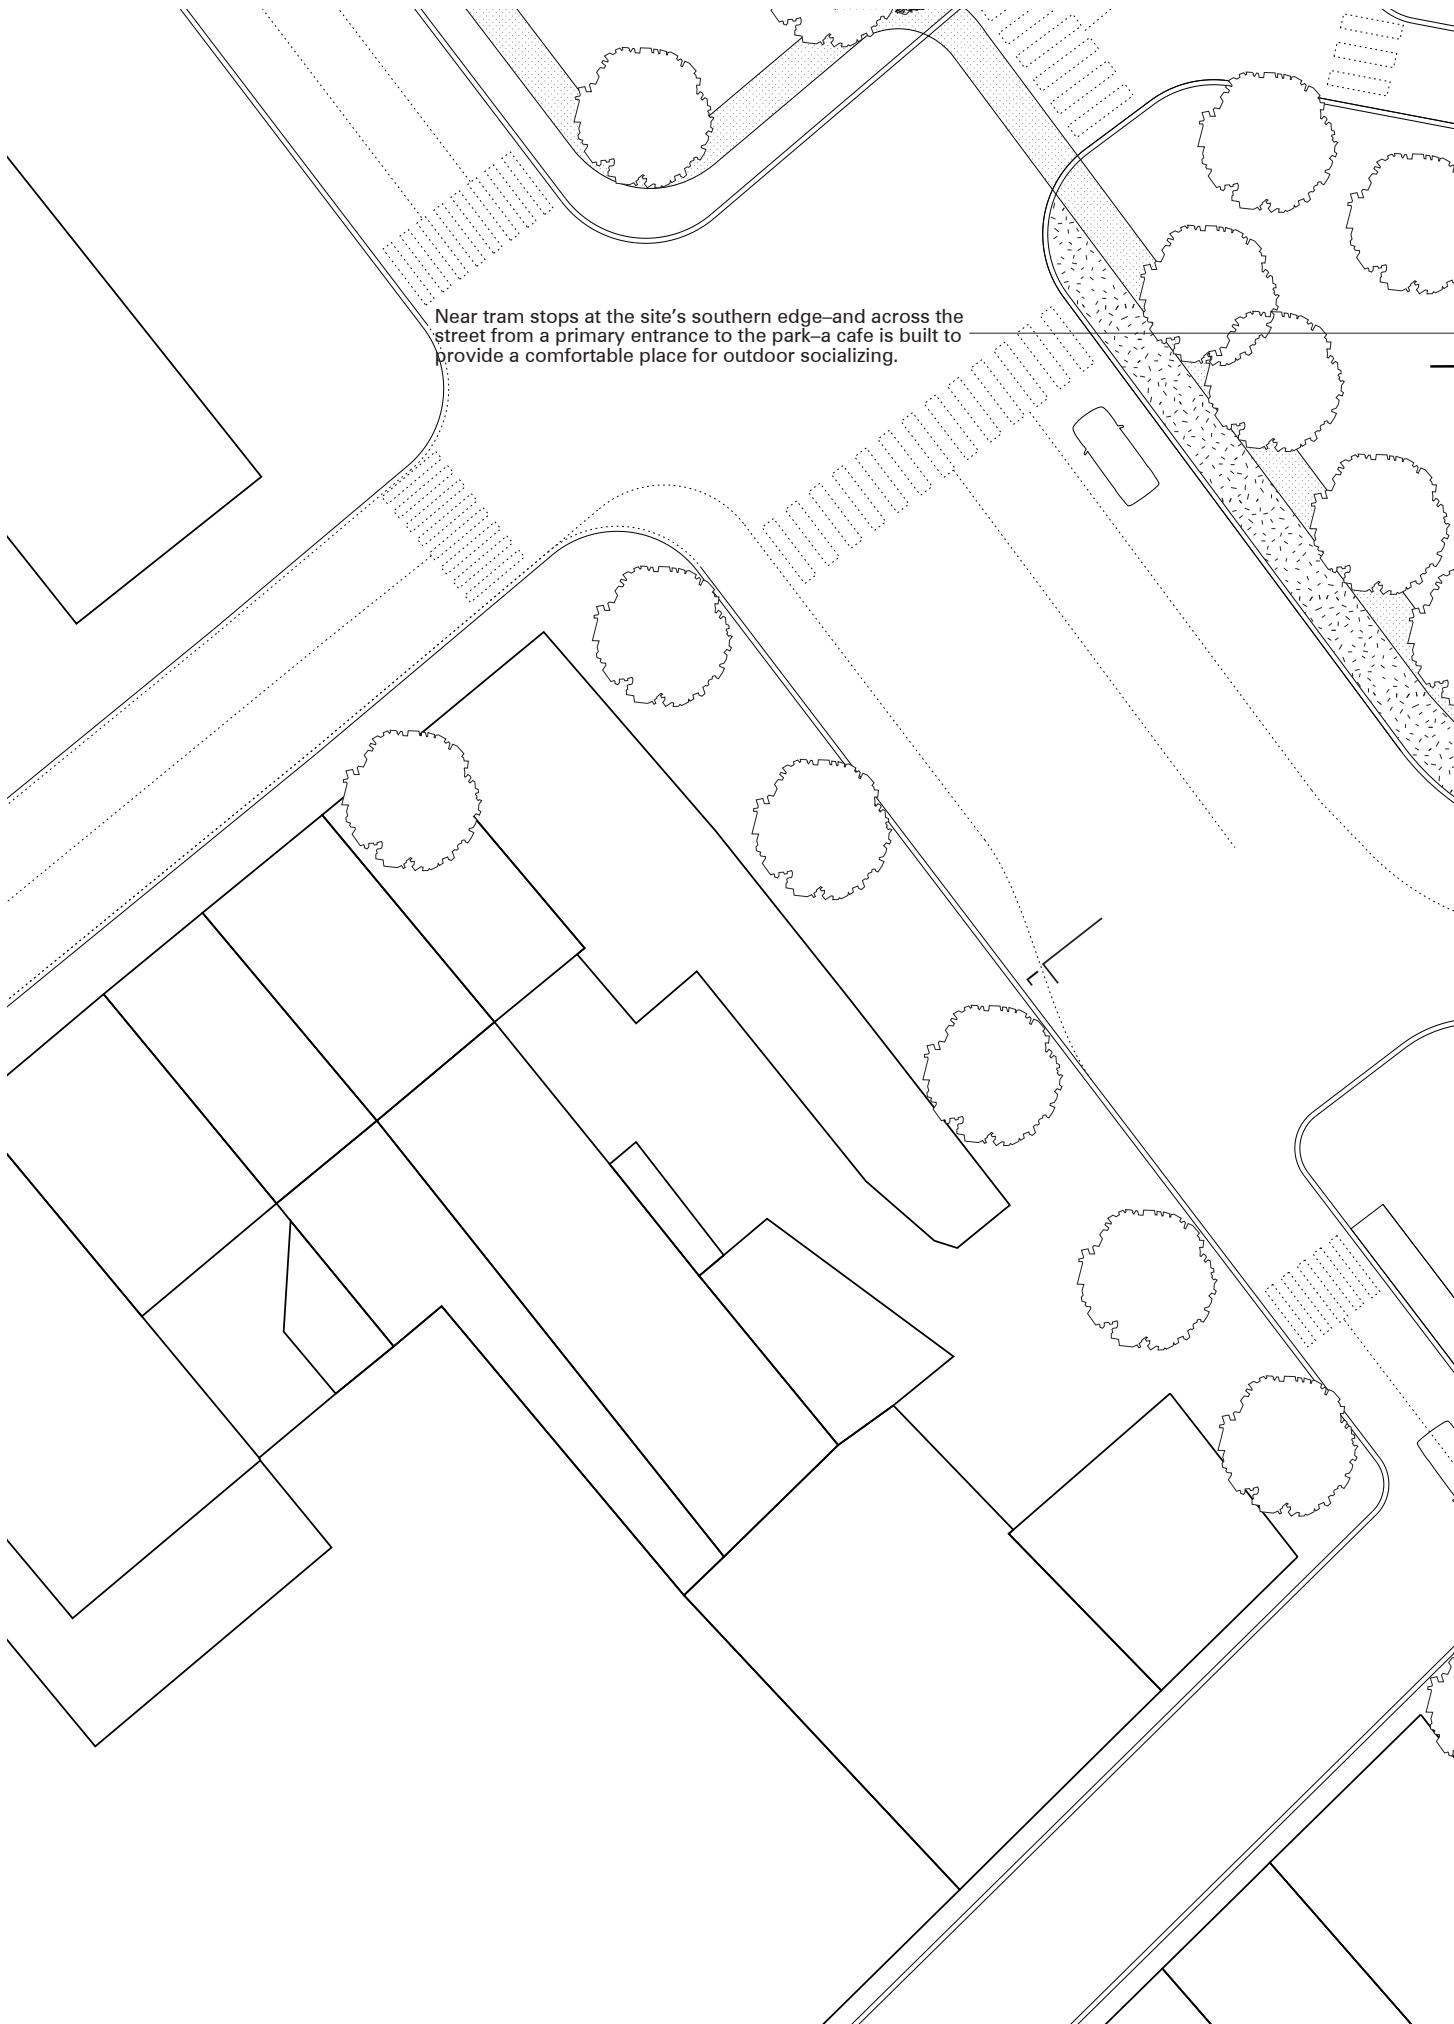 Near tram stops at the site’s southern edge–and across the
street from a primary entrance to the park–a cafe is built to
provide a comfortable place for outdoor socializing.